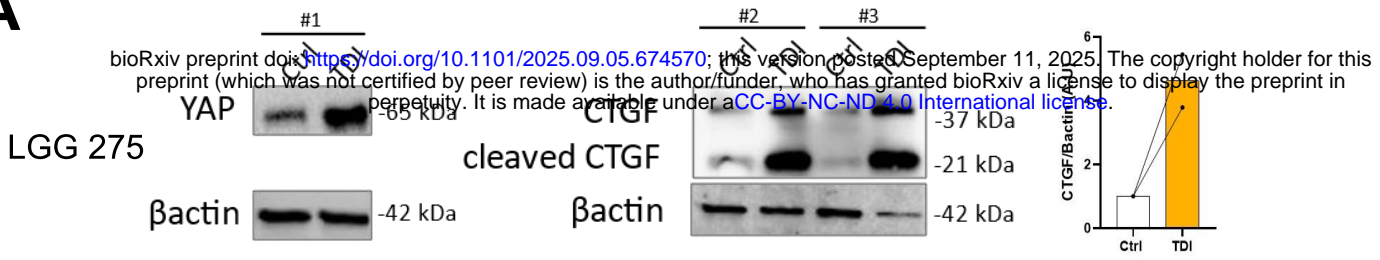 A
#1
#2
#3
Ctrl TDI
Ctrl TDI Ctrl TDI
bioRxiv preprint doi: https://doi.org/10.1101/2025.09.05.674570; this version posted September 11, 2025. The copyright holder for this
preprint (which was not certified by peer review) is the author/funder, who has granted bioRxiv a license to display the preprint in
perpetuity. It is made available under aCC-BY-NC-ND 4.0 International license.
LGG 275
YAP
-65 kDa
βactin
-42 kDa
CTGF
-37 kDa
cleaved CTGF
-21 kDa
βactin
-42 kDa
CTGF/Bactin
6
4
2
0
Ctrl
TDI